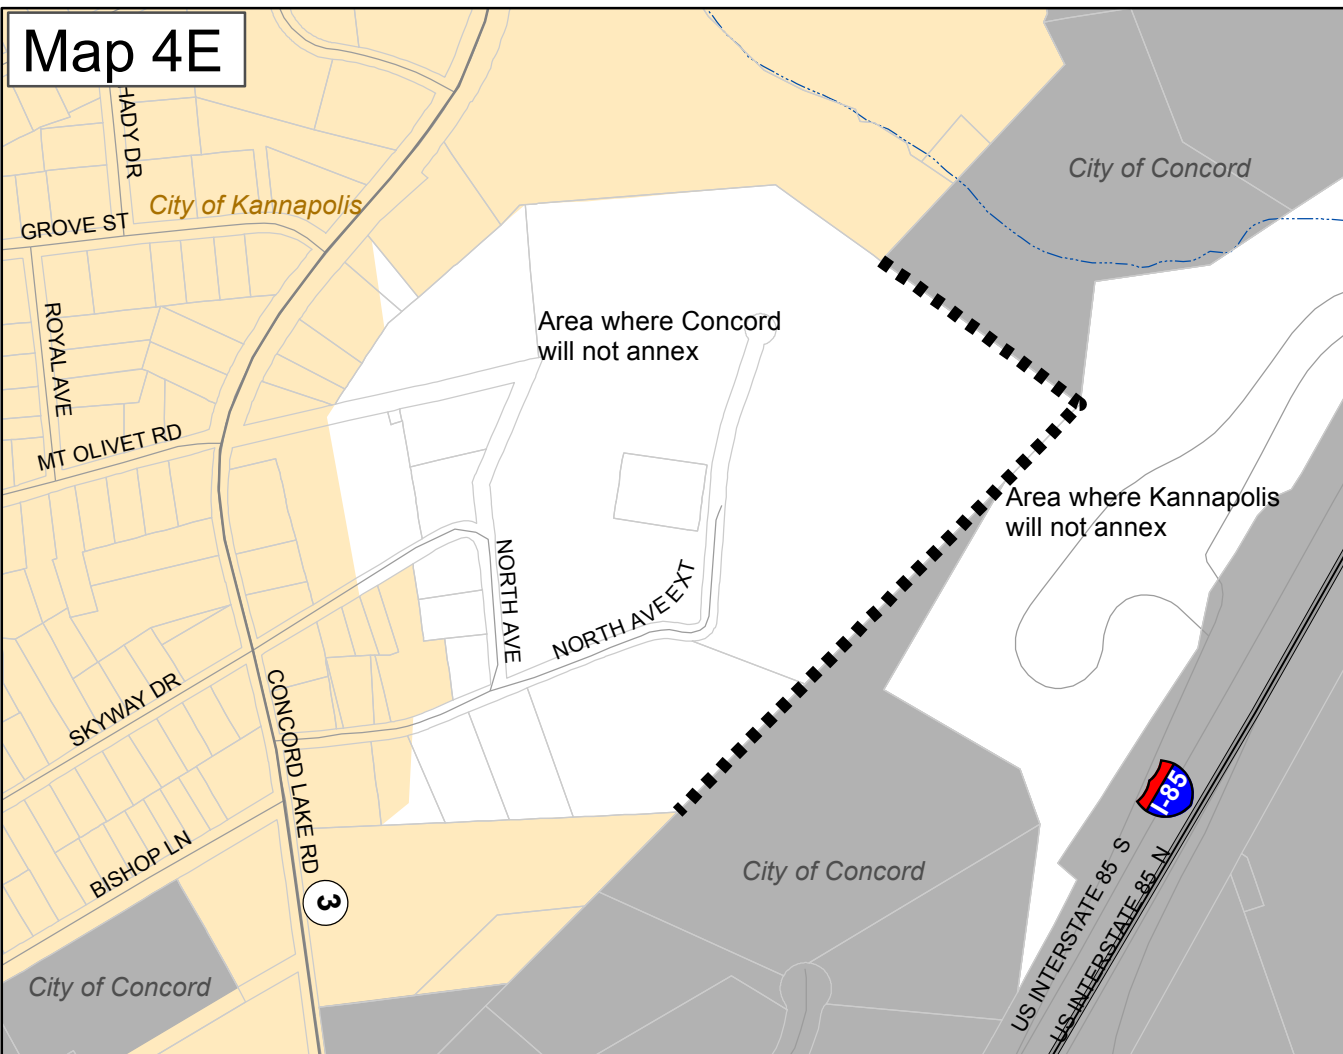 Map 4E
HADY DR
City of Concord
City of Kannapolis
GROVE ST
ROYAL AVE
Area where Concord
will not annex
MT OLIVET RD
Area where Kannapolis
will not annex
NORTH AVE
NORTH AVE EXT
SKYWAY DR
CONCORD LAKE RD
I-85
BISHOP LN
City of Concord
US INTERSTATE 85 S
US INTERSTATE 85 N
3
City of Concord